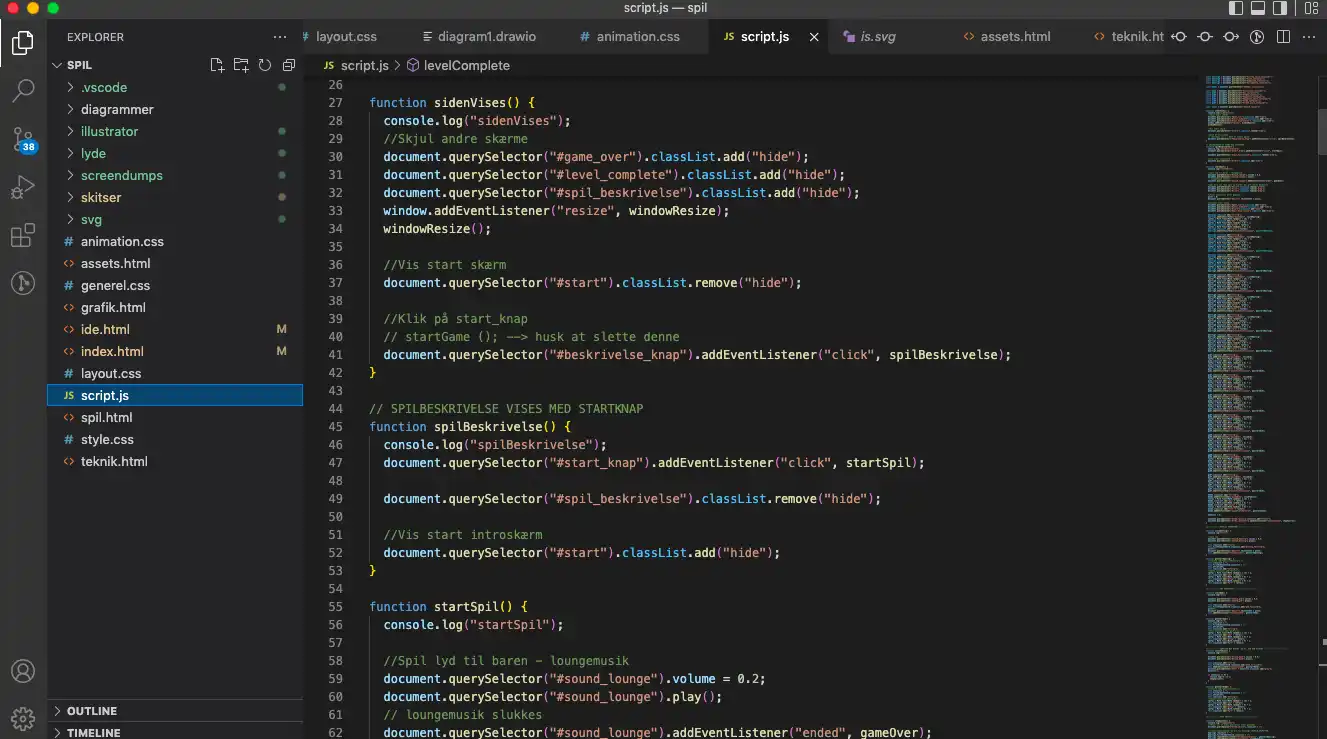 script.js — spil
EXPLORER
layout.css
diagram1.drawio
# animation.css
JS script.js
is.svg
<> assets.html
<> teknik.ht
SPIL
JS script.js > levelComplete
.vscode
diagrammer
illustrator
lyde
screendumps
skitser
svg
# animation.css
<> assets.html
# generel.css
<> grafik.html
<> ide.html M
<> index.html M
# layout.css
JS script.js
<> spil.html
# style.css
<> teknik.html
38
OUTLINE
TIMELINE
26
27 function sidenVises() {
28 console.log("sidenVises");
29 //Skjul andre skærme
30 document.querySelector("#game_over").classList.add("hide");
31 document.querySelector("#level_complete").classList.add("hide");
32 document.querySelector("#spil_beskrivelse").classList.add("hide");
33 window.addEventListener("resize", windowResize);
34 windowResize();
35
36 //Vis start skærm
37 document.querySelector("#start").classList.remove("hide");
38
39 //Klik på start_knap
40 // startGame (); ——> husk at slette denne
41 document.querySelector("#beskrivelse_knap").addEventListener("click", spilBeskrivelse);
42 }
43
44 // SPILBESKRIVELSE VISES MED STARTKNAP
45 function spilBeskrivelse() {
46 console.log("spilBeskrivelse");
47 document.querySelector("#start_knap").addEventListener("click", startSpil);
48
49 document.querySelector("#spil_beskrivelse").classList.remove("hide");
50
51 //Vis start introskærm
52 document.querySelector("#start").classList.add("hide");
53 }
54
55 function startSpil() {
56 console.log("startSpil");
57
58 //Spil lyd til baren – loungemusik
59 document.querySelector("#sound_lounge").volume = 0.2;
60 document.querySelector("#sound_lounge").play();
61 // loungemusik slukkes
62 document.querySelector("#sound_lounge").addEventListener("ended", gameOver);